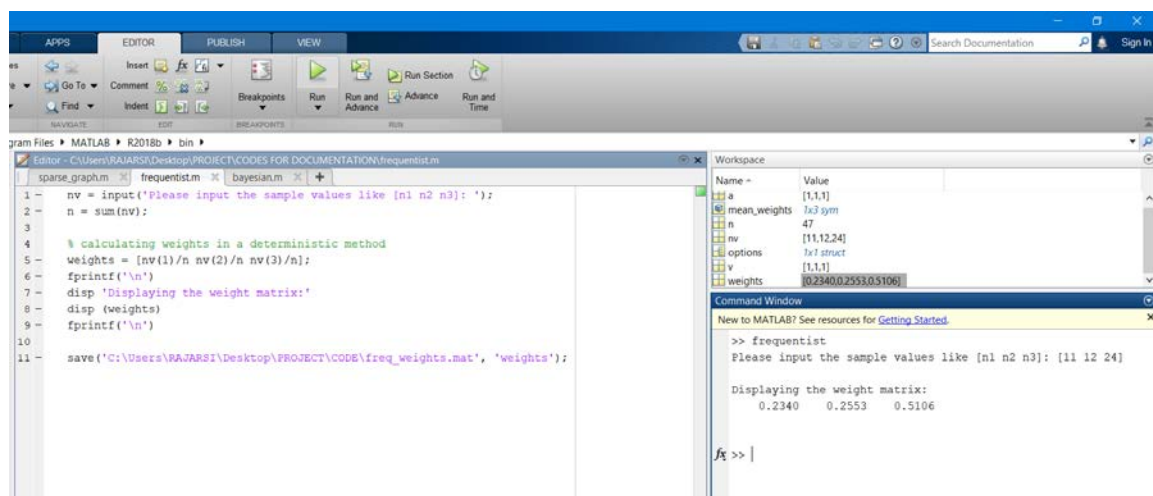 APPS EDITOR PUBLISH VIEW Search Documentation Sign In
Insert fx
Go To Comment Run Section
Find Indent Breakpoints Run Run and Advance Run and
Advance Time
NAVIGATE EDIT BREAKPOINTS RUN
gram Files MATLAB R2018b bin
Editor - C:\Users\RAJARSI\Desktop\PROJECT\CODES FOR DOCUMENTATION\frequentist.m
sparse_graph.m frequentist.m bayesian.m +
1 - nv = input('Please input the sample values like [n1 n2 n3]: ');
2 - n = sum(nv);
3
4 % calculating weights in a deterministic method
5 - weights = [nv(1)/n nv(2)/n nv(3)/n];
6 - fprintf('\n')
7 - disp 'Displaying the weight matrix:'
8 - disp (weights)
9 - fprintf('\n')
10
11 - save('C:\Users\RAJARSI\Desktop\PROJECT\CODE\freq_weights.mat', 'weights');
Workspace
Name Value
a [1,1,1]
mean_weights 1x3 sym
n 47
nv [11,12,24]
options 1x1 struct
v [1,1,1]
weights [0.2340,0.2553,0.5106]
Command Window
New to MATLAB? See resources for Getting Started.
>> frequentist
Please input the sample values like [n1 n2 n3]: [11 12 24]
Displaying the weight matrix:
0.2340 0.2553 0.5106
fx >>